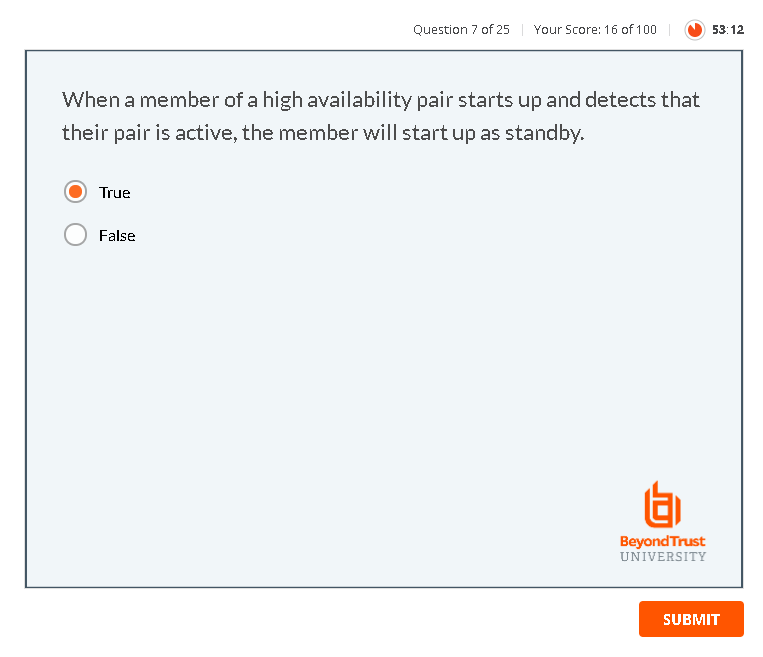 Question 7 of 25 | Your Score: 16 of 100 | 53:12
When a member of a high availability pair starts up and detects that
their pair is active, the member will start up as standby.
True
False
BeyondTrust
UNIVERSITY
SUBMIT